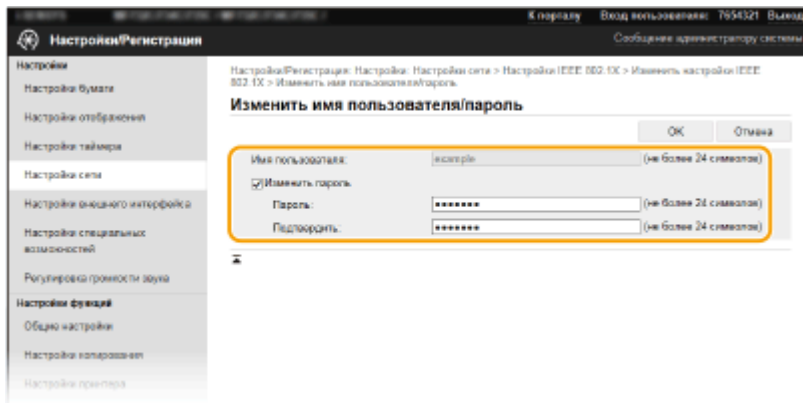 К порталу Вход пользователя: 7654321 Выход
Настройки/Регистрация
Сообщение администратору системы
Настройки
Настройки бумаги
Настройки отображения
Настройки таймера
Настройки сети
Настройки внешнего интерфейса
Настройки специальных
возможностей
Регулировка громкости звука
Настройки функций
Общие настройки
Настройки копирования
Настройки принтера
Настройки/Регистрация: Настройки: Настройки сети > Настройки IEEE 802.1X > Изменить настройки IEEE
802.1X > Изменить имя пользователя/пароль
Изменить имя пользователя/пароль
OK Отмена
Имя пользователя: example (не более 24 символов)
Изменить пароль
Пароль: ••••••• (не более 24 символов)
Подтвердить: ••••••• (не более 24 символов)